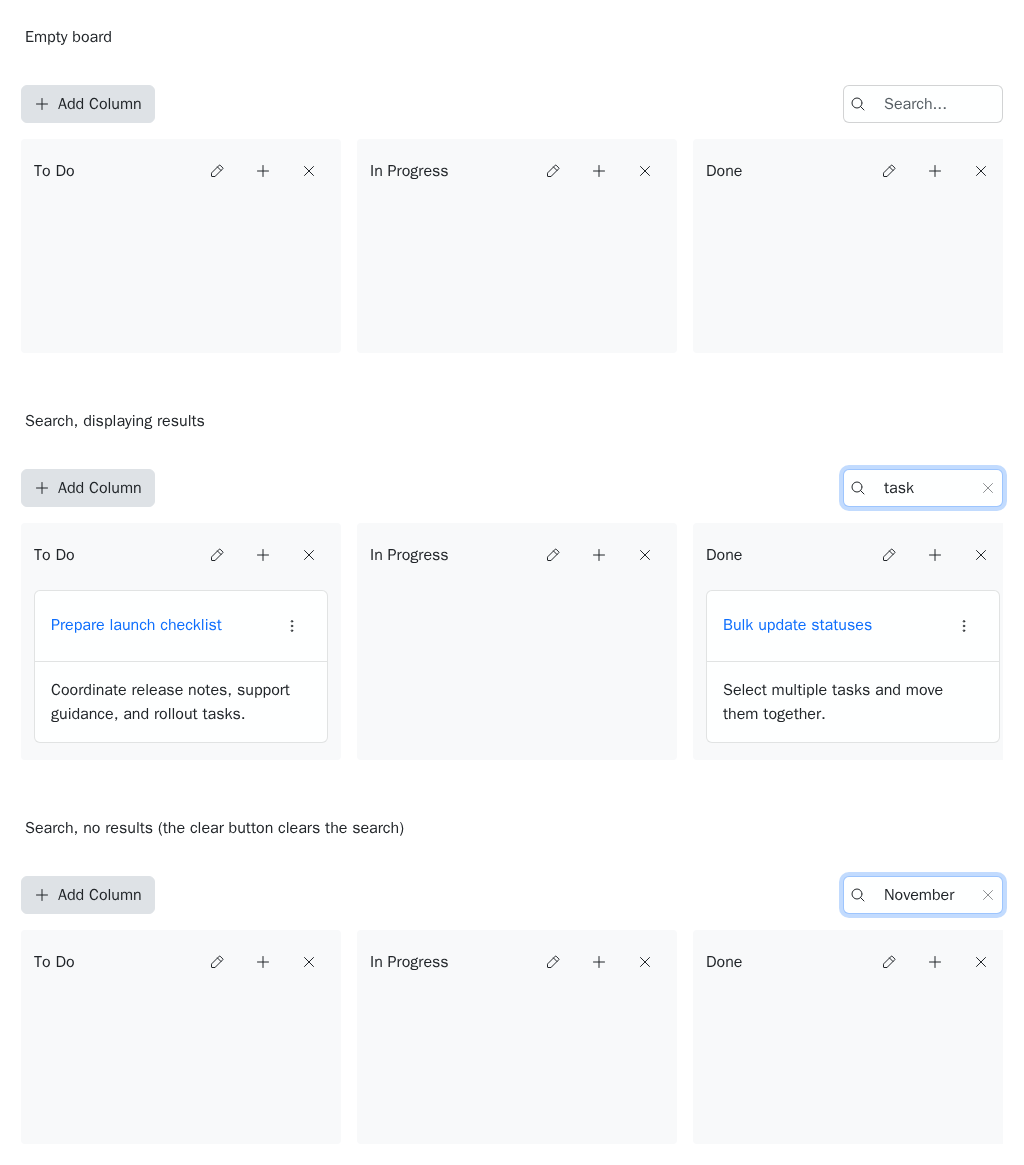 Empty board
Add Column
Search...
To Do
In Progress
Done
Search, displaying results
Add Column
task
To Do
In Progress
Done
Prepare launch checklist
Bulk update statuses
Coordinate release notes, support
guidance, and rollout tasks.
Select multiple tasks and move
them together.
Search, no results (the clear button clears the search)
Add Column
November
To Do
In Progress
Done